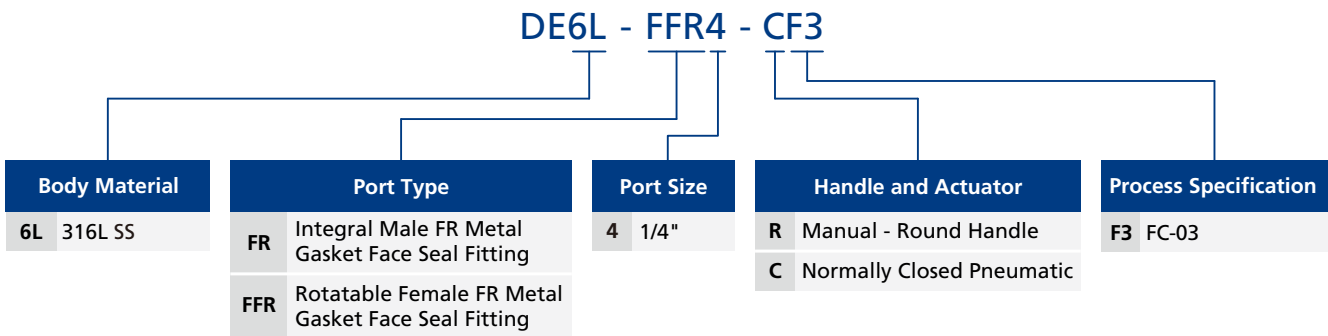 DE6L - FFR4 - CF3
Body Material
6L 316L SS
Port Type
FR Integral Male FR Metal
Gasket Face Seal Fitting
FFR Rotatable Female FR Metal
Gasket Face Seal Fitting
Port Size
4 1/4"
Handle and Actuator
R Manual - Round Handle
C Normally Closed Pneumatic
Process Specification
F3 FC-03